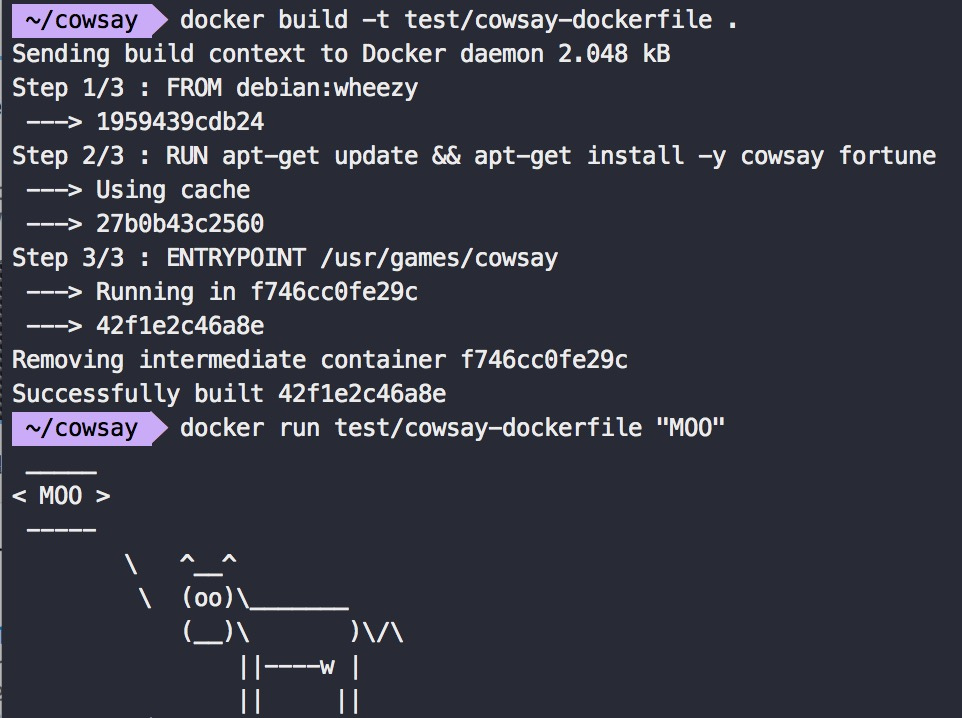 ~/cowsay docker build -t test/cowsay-dockerfile .
Sending build context to Docker daemon 2.048 kB
Step 1/3 : FROM debian:wheezy
 ---> 1959439cdb24
Step 2/3 : RUN apt-get update && apt-get install -y cowsay fortune
 ---> Using cache
 ---> 27b0b43c2560
Step 3/3 : ENTRYPOINT /usr/games/cowsay
 ---> Running in f746cc0fe29c
 ---> 42f1e2c46a8e
Removing intermediate container f746cc0fe29c
Successfully built 42f1e2c46a8e
~/cowsay docker run test/cowsay-dockerfile "MOO"
 _____
< MOO >
 -----
        \   ^__^
         \  (oo)\_______
            (__)\       )\/\
                ||----w |
                ||     ||